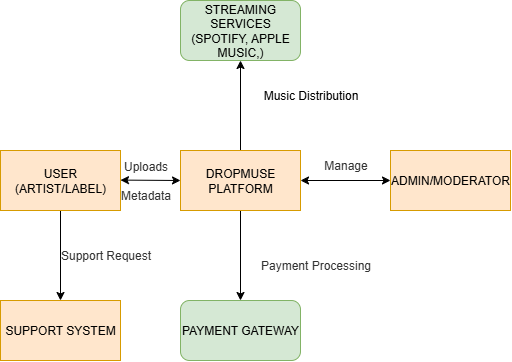 STREAMING
SERVICES
(SPOTIFY, APPLE
MUSIC,)
Music Distribution
USER
(ARTIST/LABEL)
Uploads
Metadata
DROPMUSE
PLATFORM
Manage
ADMIN/MODERATOR
Support Request
Payment Processing
SUPPORT SYSTEM
PAYMENT GATEWAY